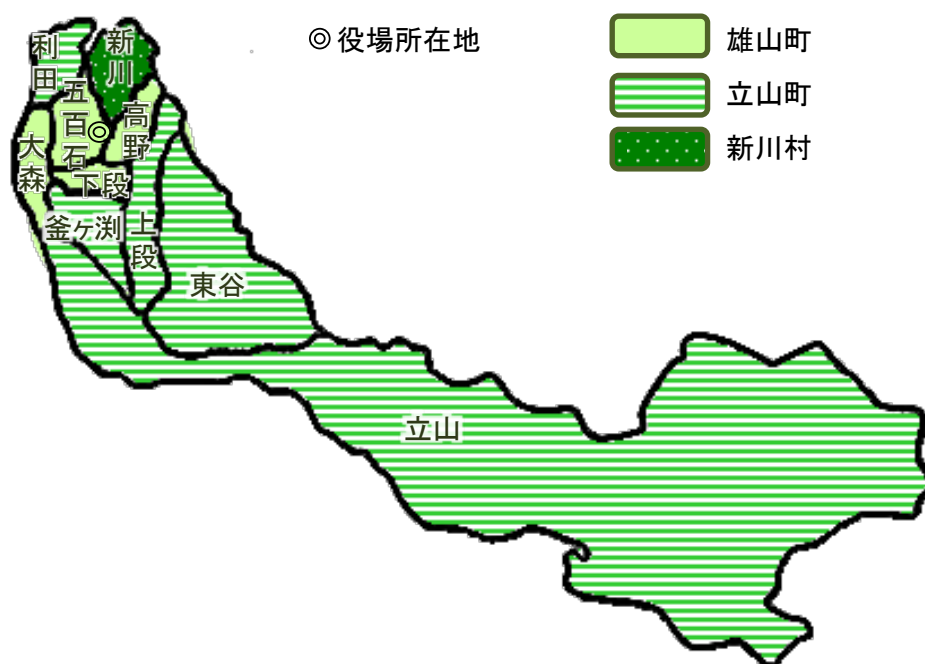 ◎役場所在地
雄山町
立山町
新川村
利田
新川
五百石
高野
大森
下段
釜ヶ渕
上段
東谷
立山